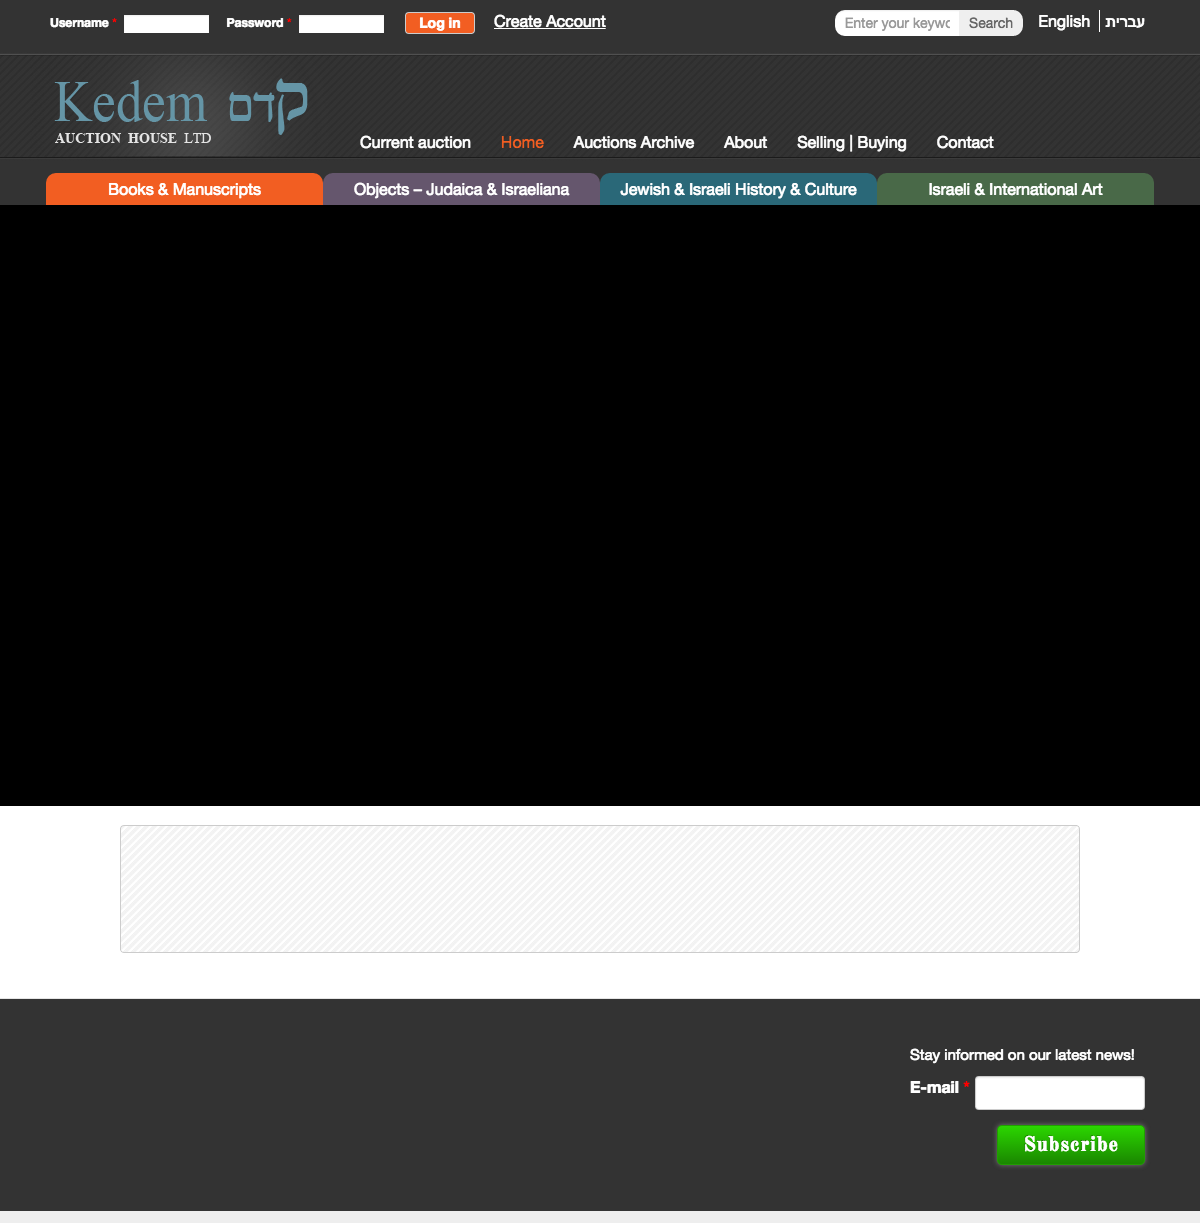 Username * Password * Log in Create Account Enter your keywo Search English עברית
Kedem קדם
AUCTION HOUSE LTD
Current auction Home Auctions Archive About Selling | Buying Contact
Books & Manuscripts Objects – Judaica & Israeliana Jewish & Israeli History & Culture Israeli & International Art
Stay informed on our latest news!
E-mail *
Subscribe